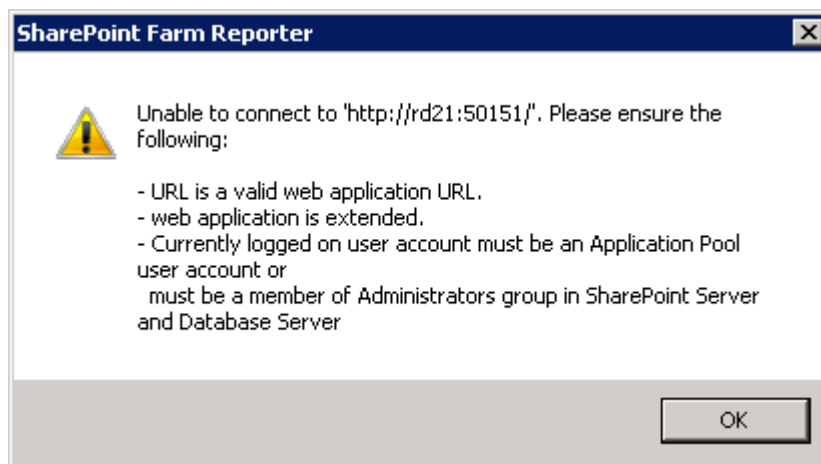 SharePoint Farm Reporter
Unable to connect to 'http://rd21:50151/'. Please ensure the
following:
- URL is a valid web application URL.
- web application is extended.
- Currently logged on user account must be an Application Pool
user account or
must be a member of Administrators group in SharePoint Server
and Database Server
OK